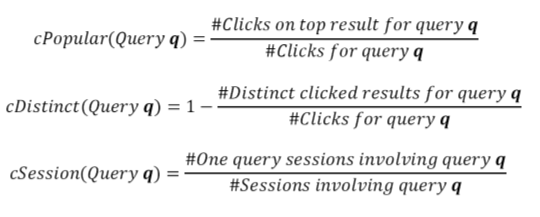 cPopular(Query q) = #Clicks on top result for query q / #Clicks for query q
cDistinct(Query q) = 1 − #Distinct clicked results for query q / #Clicks for query q
cSession(Query q) = #One query sessions involving query q / #Sessions involving query q